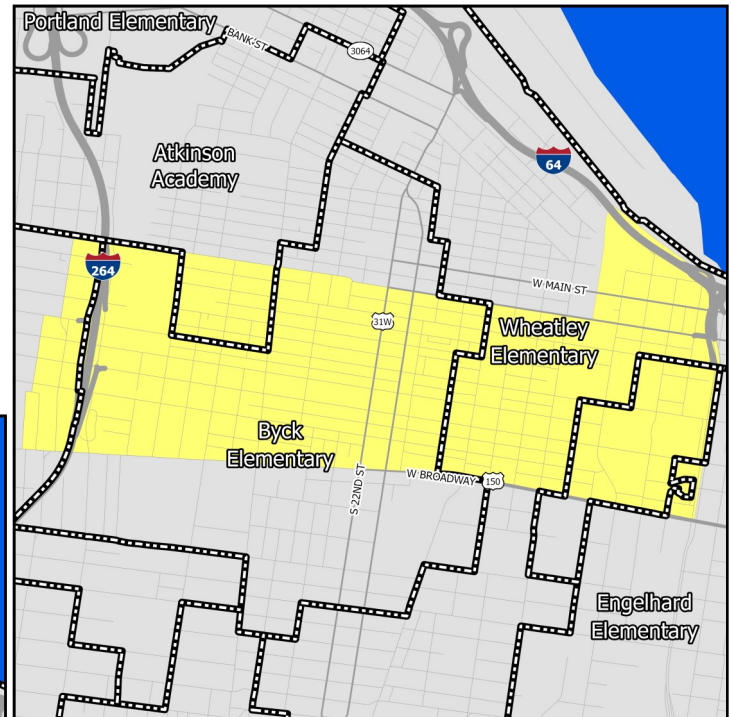 Portland Elementary
BANK ST
3064
Atkinson
Academy
64
264
W MAIN ST
31W
Wheatley
Elementary
Byck
Elementary
W BROADWAY
150
S 22ND ST
Engelhard
Elementary